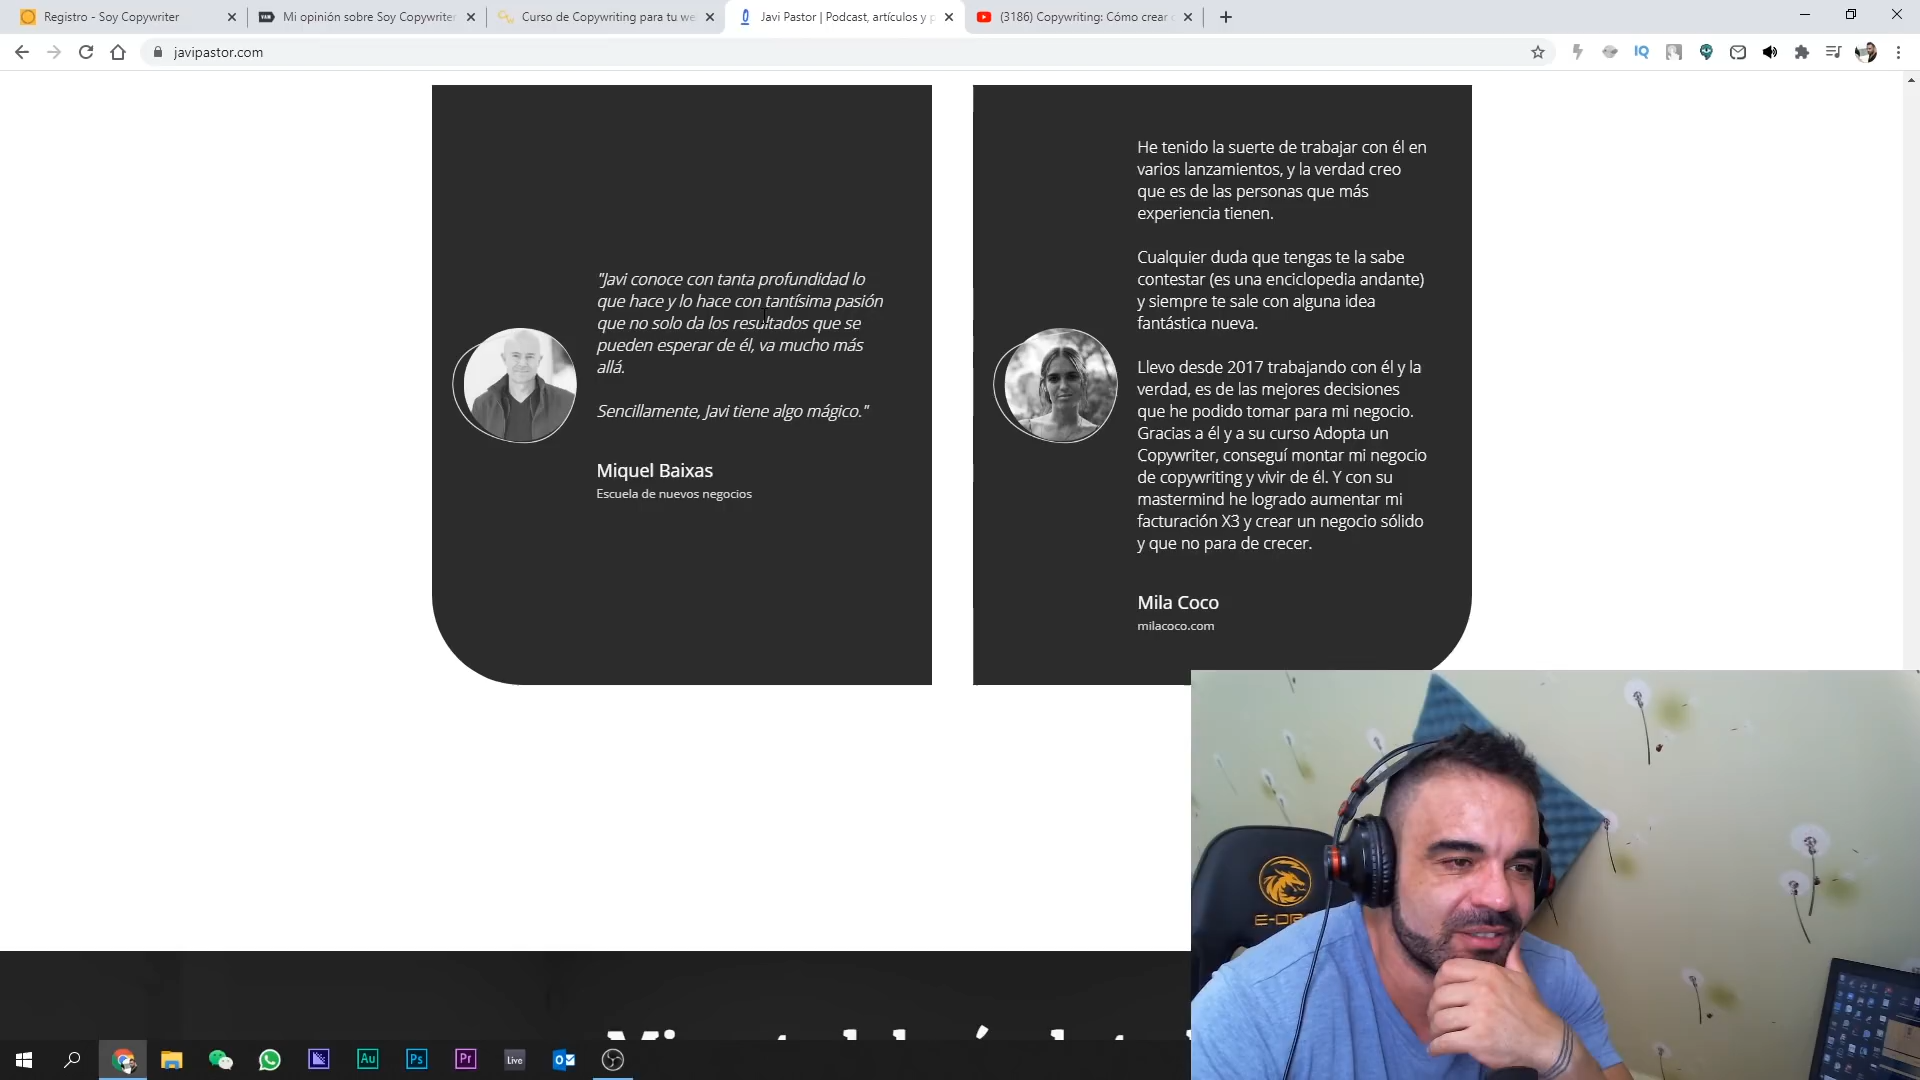 Registro - Soy Copywriter
Mi opinión sobre Soy Copywriter
Curso de Copywriting para tu we
Javi Pastor | Podcast, artículos y p
(3186) Copywriting: Cómo crear
javipastor.com
IQ
"Javi conoce con tanta profundidad lo
que hace y lo hace con tantísima pasión
que no solo da los resultados que se
pueden esperar de él, va mucho más
allá.
Sencillamente, Javi tiene algo mágico."
Miquel Baixas
Escuela de nuevos negocios
He tenido la suerte de trabajar con él en
varios lanzamientos, y la verdad creo
que es de las personas que más
experiencia tienen.
Cualquier duda que tengas te la sabe
contestar (es una enciclopedia andante)
y siempre te sale con alguna idea
fantástica nueva.
Llevo desde 2017 trabajando con él y la
verdad, es de las mejores decisiones
que he podido tomar para mi negocio.
Gracias a él y a su curso Adopta un
Copywriter, conseguí montar mi negocio
de copywriting y vivir de él. Y con su
mastermind he logrado aumentar mi
facturación X3 y crear un negocio sólido
y que no para de crecer.
Mila Coco
milacoco.com
Au
Ps
Pr
Live